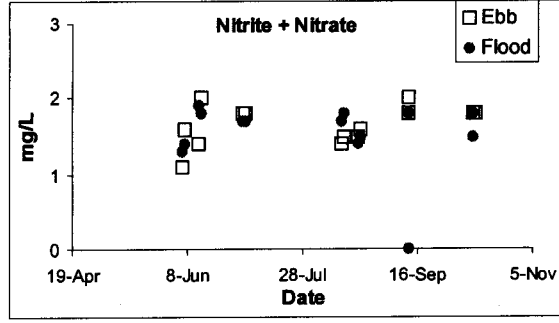 Nitrite + Nitrate
Ebb
Flood
3
2
1
0
mg/L
19-Apr
8-Jun
28-Jul
16-Sep
5-Nov
Date